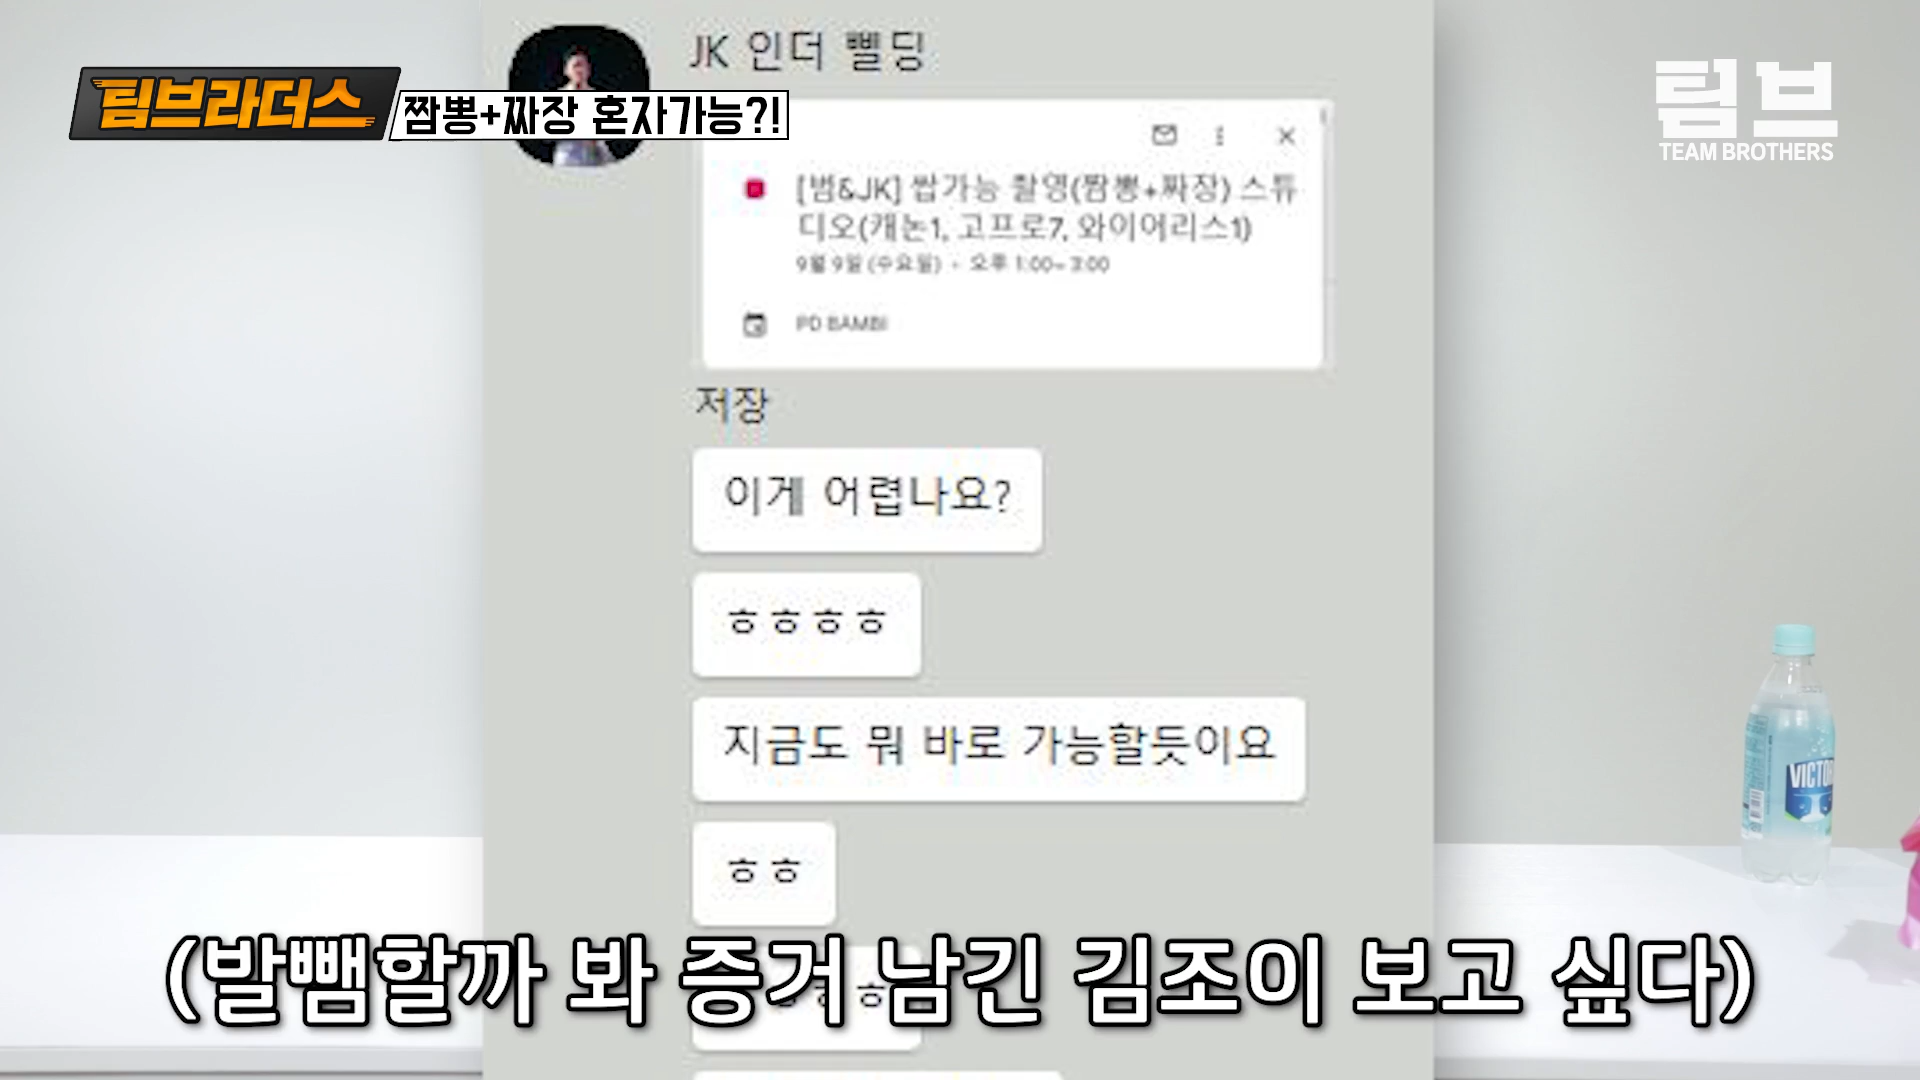 JK 인더 삘딩
팀브라더스
짬뽕+짜장 혼자가능?!
팀브
TEAM BROTHERS
[범&JK] 쌉가능 촬영(짬뽕+짜장) 스튜
디오(캐논1, 고프로7, 와이어리스1)
9월 9일 (수요일) · 오후 1:00~ 3:00
PD BAMBI
저장
이게 어렵나요?
ㅎㅎㅎㅎ
지금도 뭐 바로 가능할듯이요
ㅎㅎ
VICTOR
(발뺌할까 봐 증거 남긴 김조이 보고 싶다)